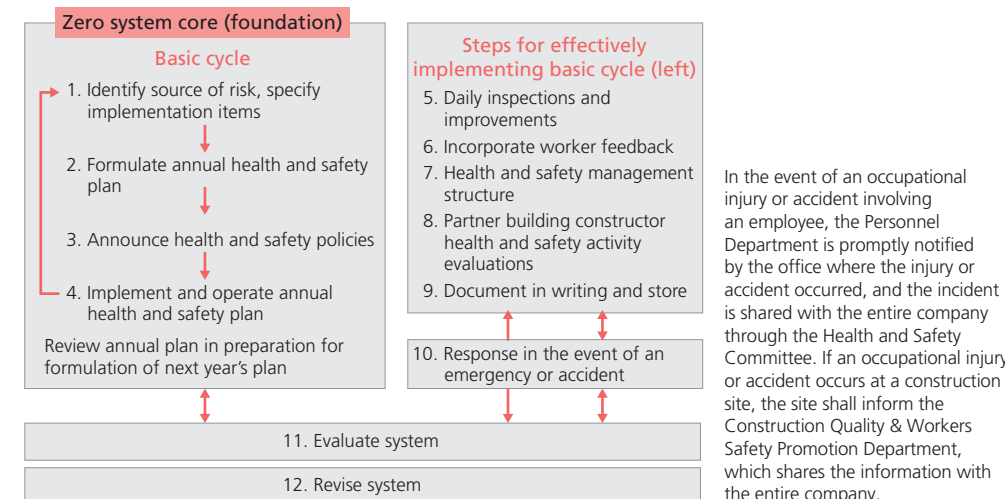 Zero system core (foundation)
Basic cycle
1. Identify source of risk, specify
implementation items
2. Formulate annual health and safety
plan
3. Announce health and safety policies
4. Implement and operate annual
health and safety plan
Review annual plan in preparation for
formulation of next year's plan
Steps for effectively
implementing basic cycle (left)
5. Daily inspections and
improvements
6. Incorporate worker feedback
7. Health and safety management
structure
8. Partner building constructor
health and safety activity
evaluations
9. Document in writing and store
10. Response in the event of an
emergency or accident
11. Evaluate system
12. Revise system
In the event of an occupational
injury or accident involving
an employee, the Personnel
Department is promptly notified
by the office where the injury or
accident occurred, and the incident
is shared with the entire company
through the Health and Safety
Committee. If an occupational injury
or accident occurs at a construction
site, the site shall inform the
Construction Quality & Workers
Safety Promotion Department,
which shares the information with
the entire company.